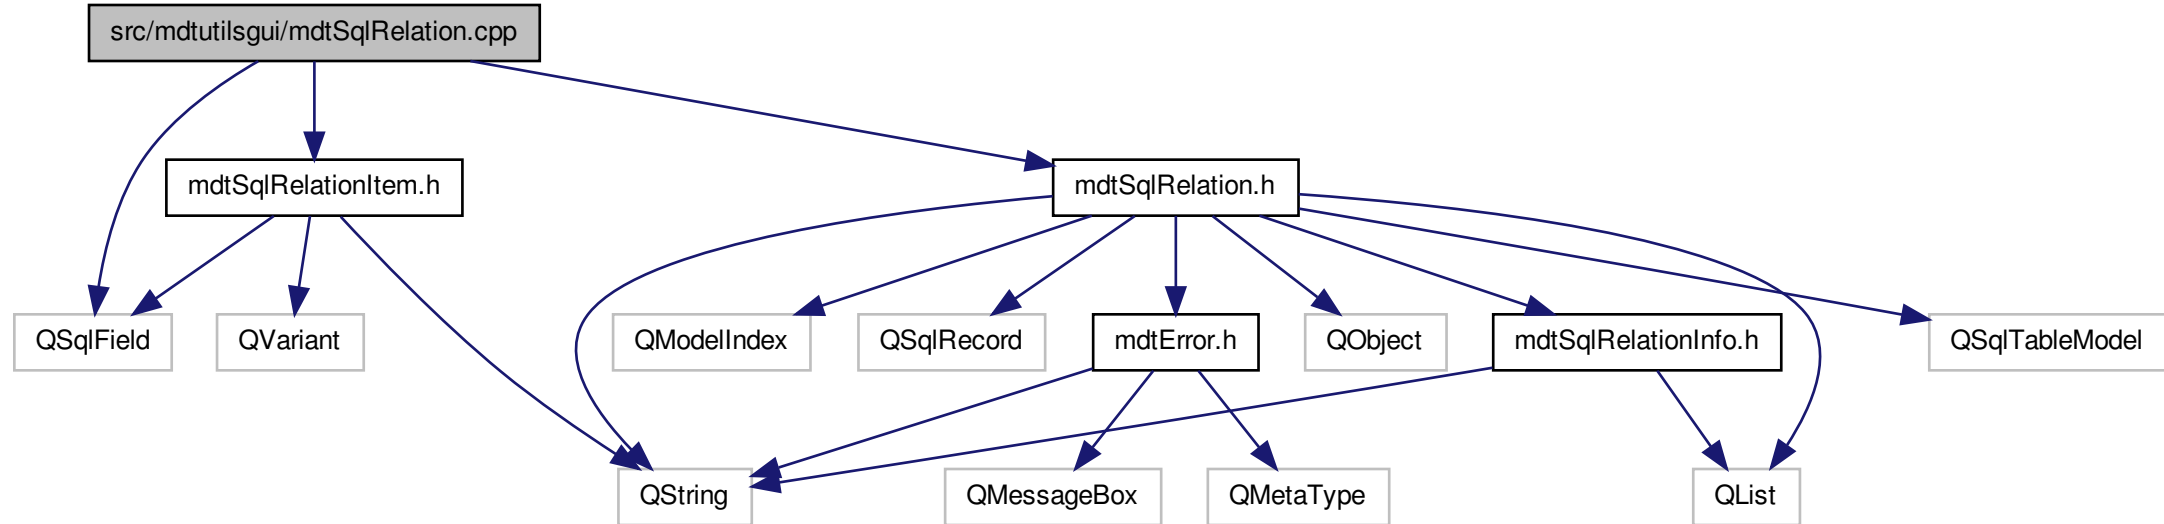 src/mdtutilsgui/mdtSqlRelation.cpp
mdtSqlRelationItem.h
mdtSqlRelation.h
QSqlField
QVariant
QModelIndex
QSqlRecord
mdtError.h
QObject
mdtSqlRelationInfo.h
QSqlTableModel
QString
QMessageBox
QMetaType
QList